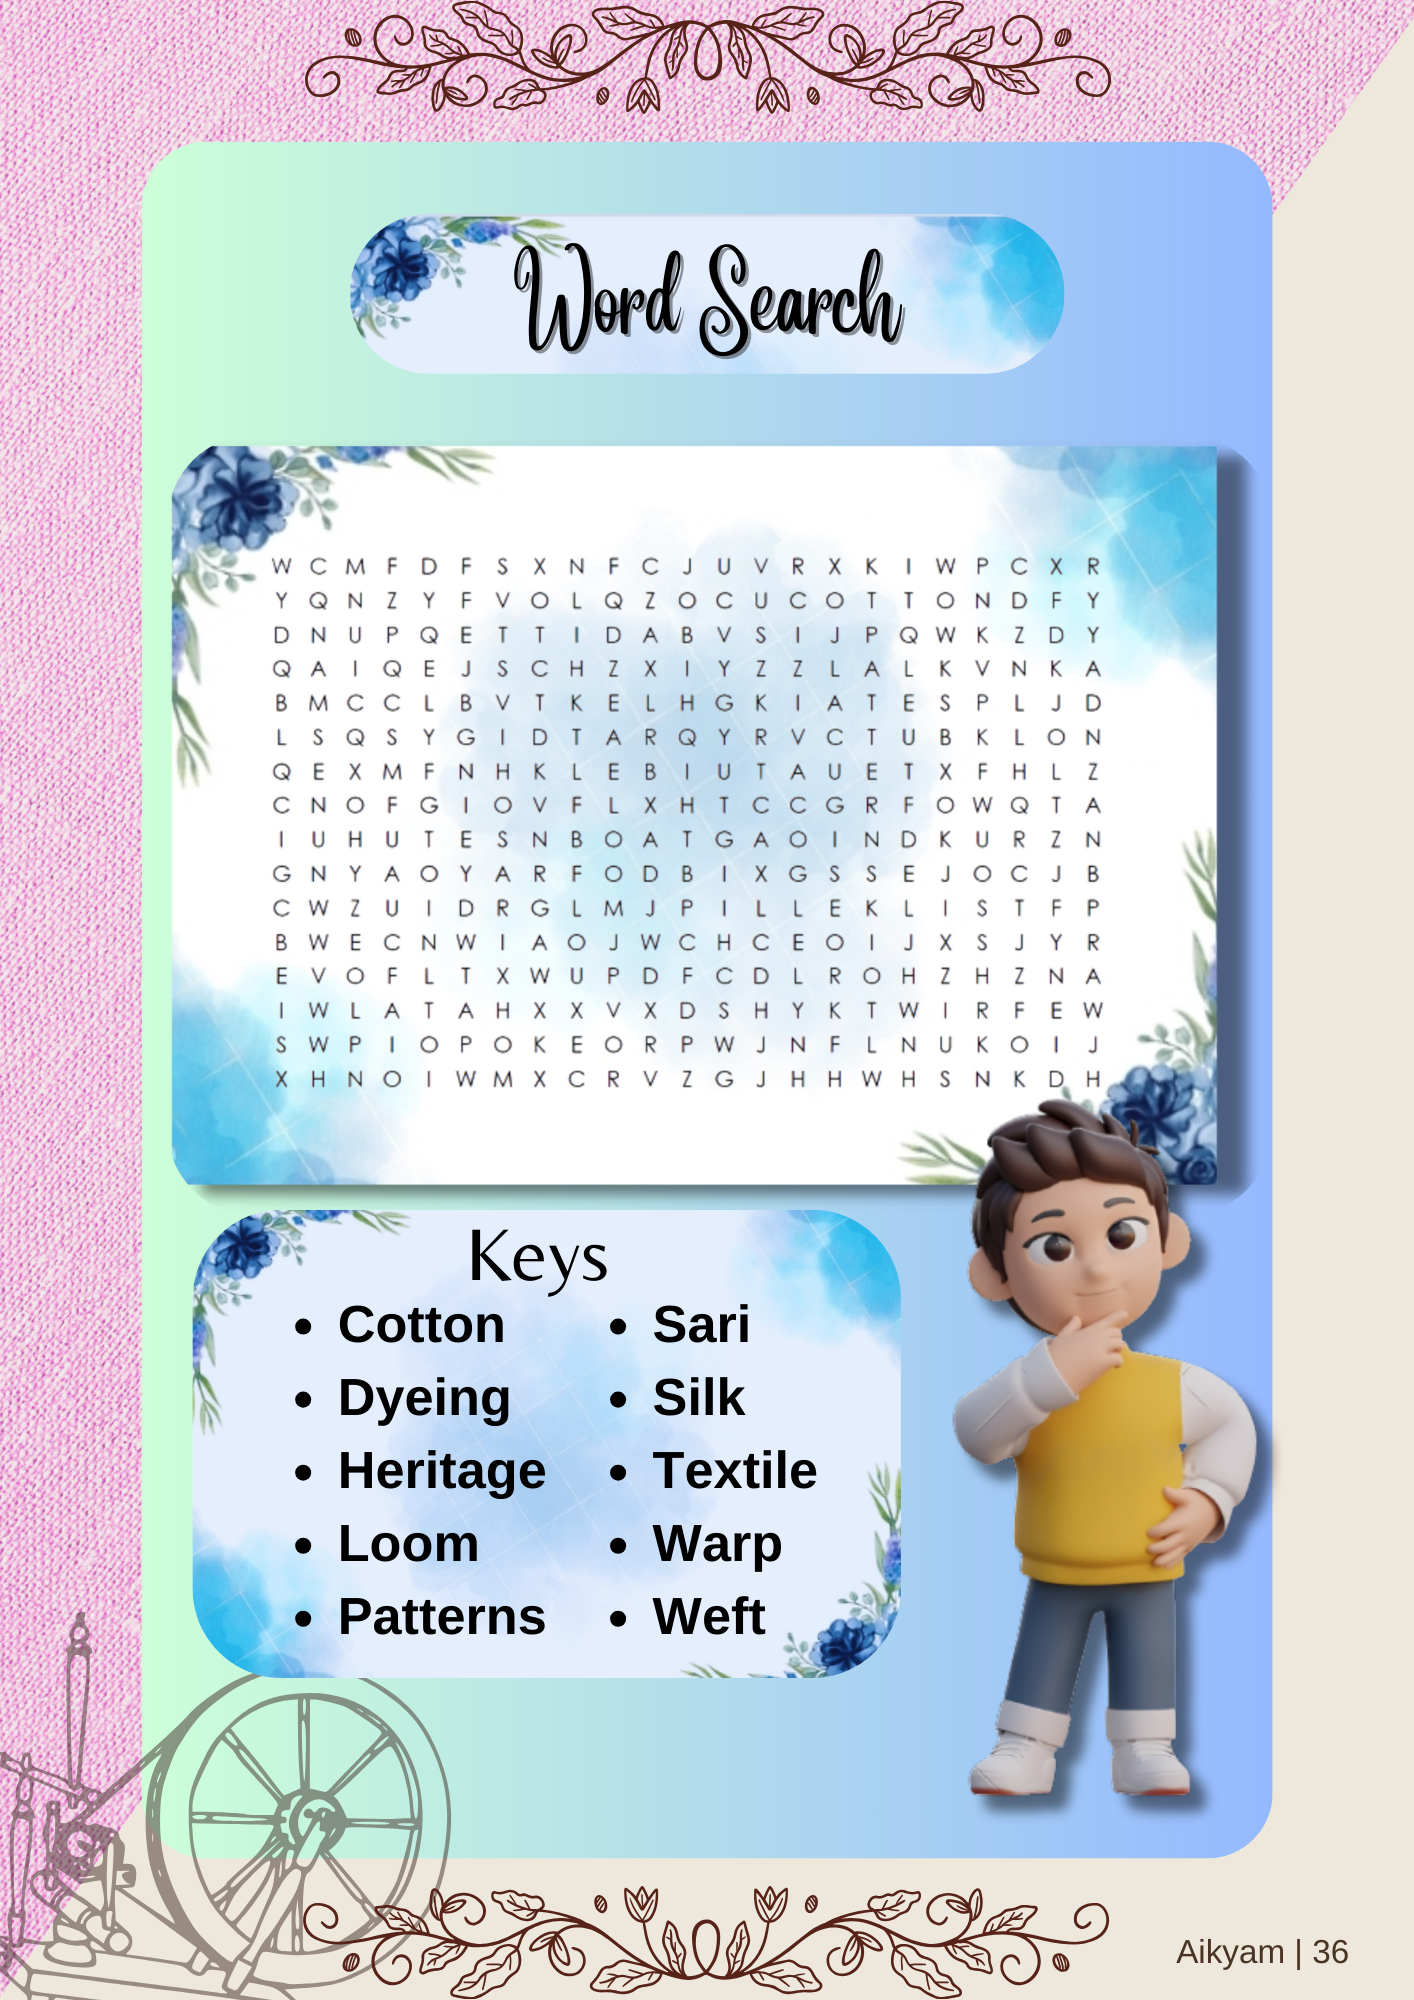 Word Search
W C M F D F S X N F C J U V R X K I W P C X R
Y Q N Z Y F V O L Q Z O C U C O T T O N D F Y
D N U P Q E T T I D A B V S I J P Q W K Z D Y
Q A I Q E J S C H Z X I Y Z Z L A L K V N K A
B M C C L B V T K E L H G K I A T E S P L J D
L S Q S Y G I D T A R Q Y R V C T U B K L O N
Q E X M F N H K L E B I U T A U E T X F H L Z
C N O F G I O V F L X H T C C G R F O W Q T A
I U H U T E S N B O A T G A O I N D K U R Z N
G N Y A O Y A R F O D B I X G S S E J O C J B
C W Z U I D R G L M J P I L L E K L I S T F P
B W E C N W I A O J W C H C E O I J X S J Y R
E V O F L T X W U P D F C D L R O H Z H Z N A
I W L A T A H X X V X D S H Y K T W I R F E W
S W P I O P O K E O R P W J N F L N U K O I J
X H N O I W M X C R V Z G J H H W H S N K D H
Keys
• Cotton
• Dyeing
• Heritage
• Loom
• Patterns
• Sari
• Silk
• Textile
• Warp
• Weft
Aikyam | 36